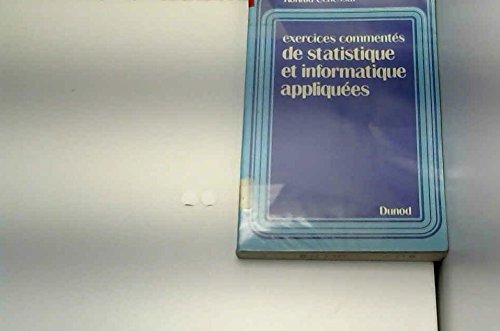 exercices commentés
de statistique
et informatique
appliquées
Dunod